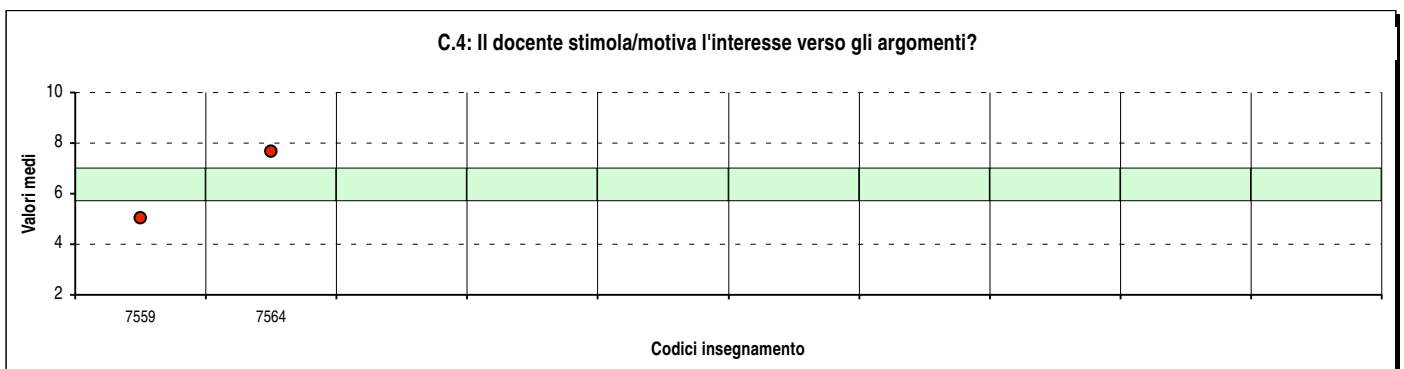 C.4: Il docente stimola/motiva l'interesse verso gli argomenti?
10
8
6
4
2
Valori medi
7559 7564
Codici insegnamento